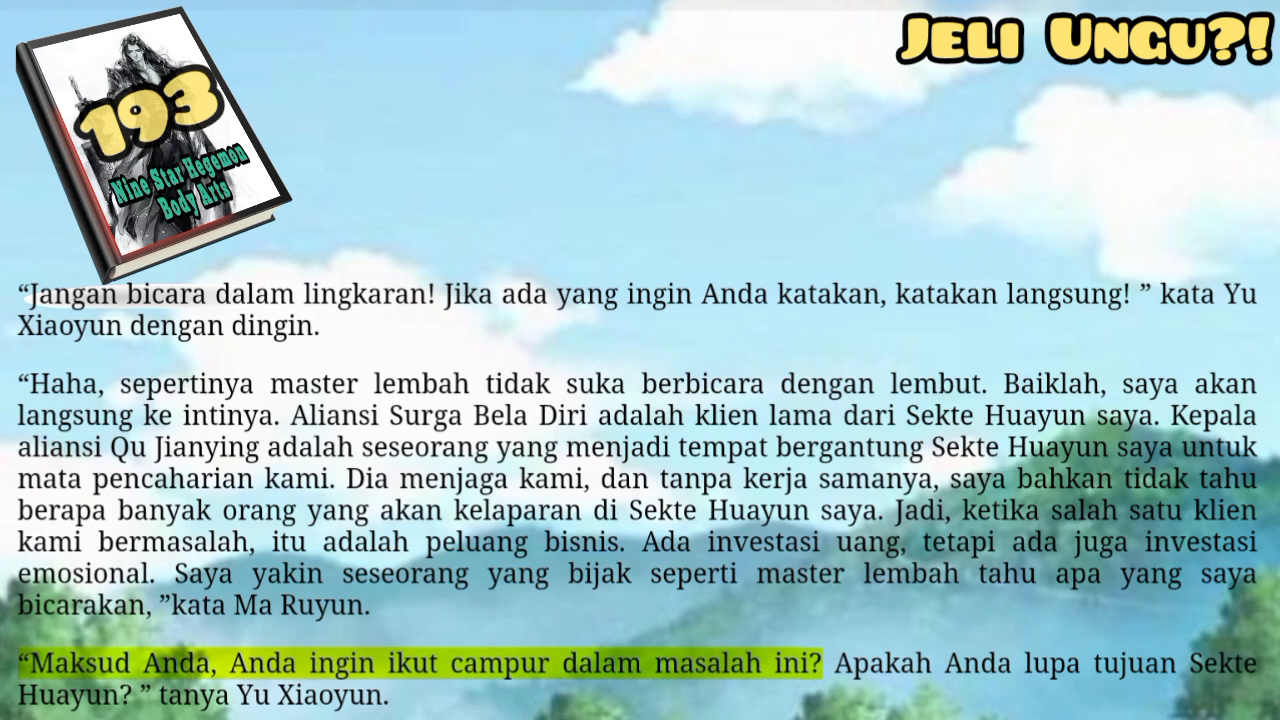 Jeli Ungu?!
193
Nine Star Hegemon
Body Arts
“Jangan bicara dalam lingkaran! Jika ada yang ingin Anda katakan, katakan langsung! ” kata Yu
Xiaoyun dengan dingin.
“Haha, sepertinya master lembah tidak suka berbicara dengan lembut. Baiklah, saya akan
langsung ke intinya. Aliansi Surga Bela Diri adalah klien lama dari Sekte Huayun saya. Kepala
aliansi Qu Jianying adalah seseorang yang menjadi tempat bergantung Sekte Huayun saya untuk
mata pencaharian kami. Dia menjaga kami, dan tanpa kerja samanya, saya bahkan tidak tahu
berapa banyak orang yang akan kelaparan di Sekte Huayun saya. Jadi, ketika salah satu klien
kami bermasalah, itu adalah peluang bisnis. Ada investasi uang, tetapi ada juga investasi
emosional. Saya yakin seseorang yang bijak seperti master lembah tahu apa yang saya
bicarakan, ”kata Ma Ruyun.
“Maksud Anda, Anda ingin ikut campur dalam masalah ini? Apakah Anda lupa tujuan Sekte
Huayun? ” tanya Yu Xiaoyun.